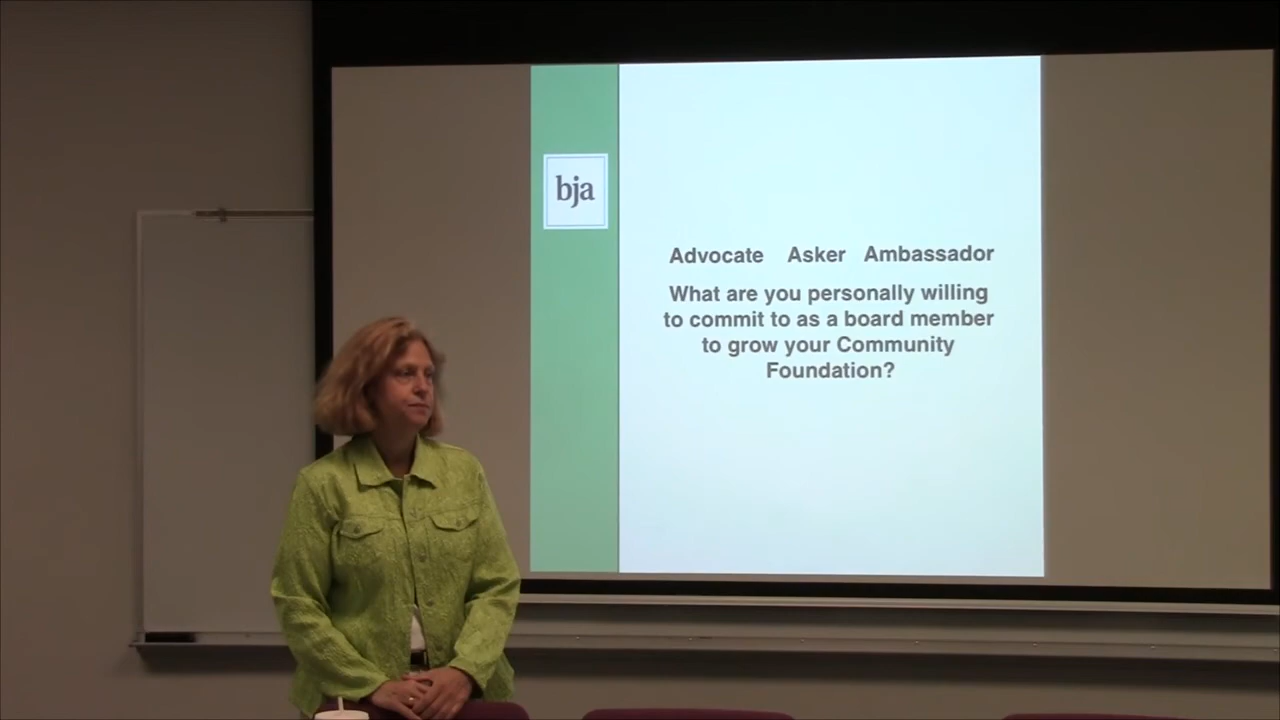 bja
Advocate Asker Ambassador
What are you personally willing
to commit to as a board member
to grow your Community
Foundation?